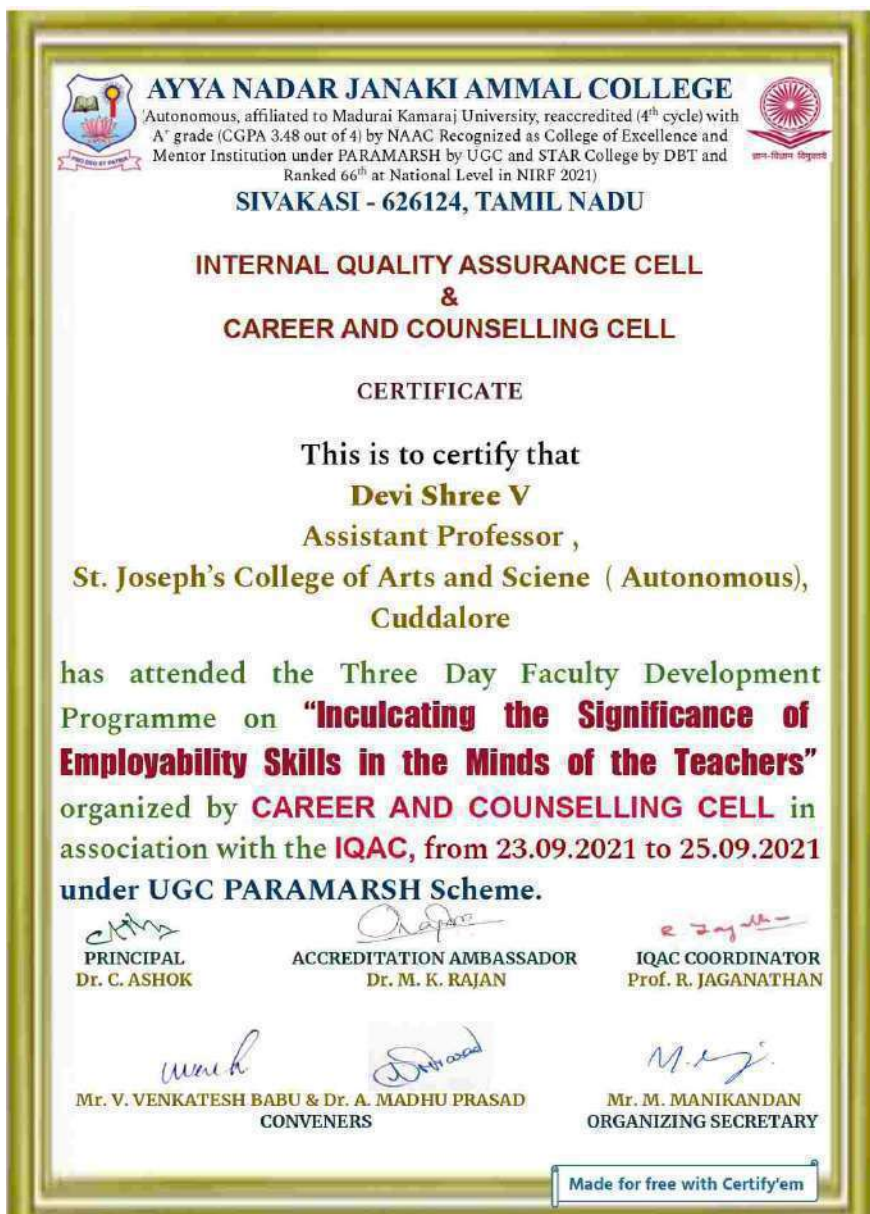 AYYA NADAR JANAKI AMMAL COLLEGE
(Autonomous, affiliated to Madurai Kamaraj University, reaccredited (4th cycle) with
A+ grade (CGPA 3.48 out of 4) by NAAC Recognized as College of Excellence and
Mentor Institution under PARAMARSH by UGC and STAR College by DBT and
Ranked 66th at National Level in NIRF 2021)
SIVAKASI - 626124, TAMIL NADU
PRO DEO ET PATRIA
ज्ञान-विज्ञान विमुक्तये
INTERNAL QUALITY ASSURANCE CELL
&
CAREER AND COUNSELLING CELL
CERTIFICATE
This is to certify that
Devi Shree V
Assistant Professor ,
St. Joseph’s College of Arts and Sciene ( Autonomous),
Cuddalore
has attended the Three Day Faculty Development
Programme on “Inculcating the Significance of
Employability Skills in the Minds of the Teachers”
organized by CAREER AND COUNSELLING CELL in
association with the IQAC, from 23.09.2021 to 25.09.2021
under UGC PARAMARSH Scheme.
PRINCIPAL ACCREDITATION AMBASSADOR IQAC COORDINATOR
Dr. C. ASHOK Dr. M. K. RAJAN Prof. R. JAGANATHAN
Mr. V. VENKATESH BABU & Dr. A. MADHU PRASAD Mr. M. MANIKANDAN
CONVENERS ORGANIZING SECRETARY
Made for free with Certify'em